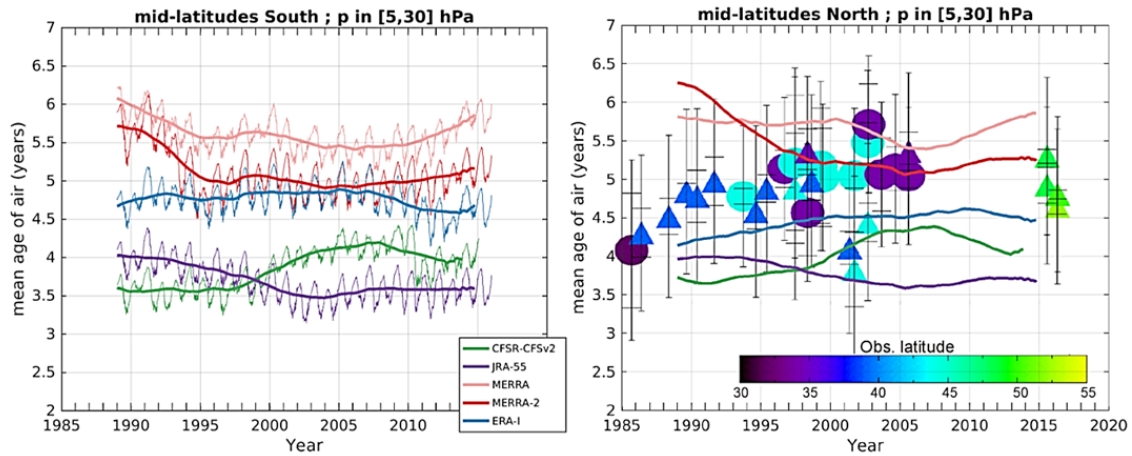 mid-latitudes South ; p in [5,30] hPa
mean age of air (years)
7
6.5
6
5.5
5
4.5
4
3.5
3
2.5
2
1985 1990 1995 2000 2005 2010
Year
CFSR-CFSv2
JRA-55
MERRA
MERRA-2
ERA-I
mid-latitudes North ; p in [5,30] hPa
mean age of air (years)
7
6.5
6
5.5
5
4.5
4
3.5
3
2.5
2
Obs. latitude
30 35 40 45 50 55
1985 1990 1995 2000 2005 2010 2015 2020
Year